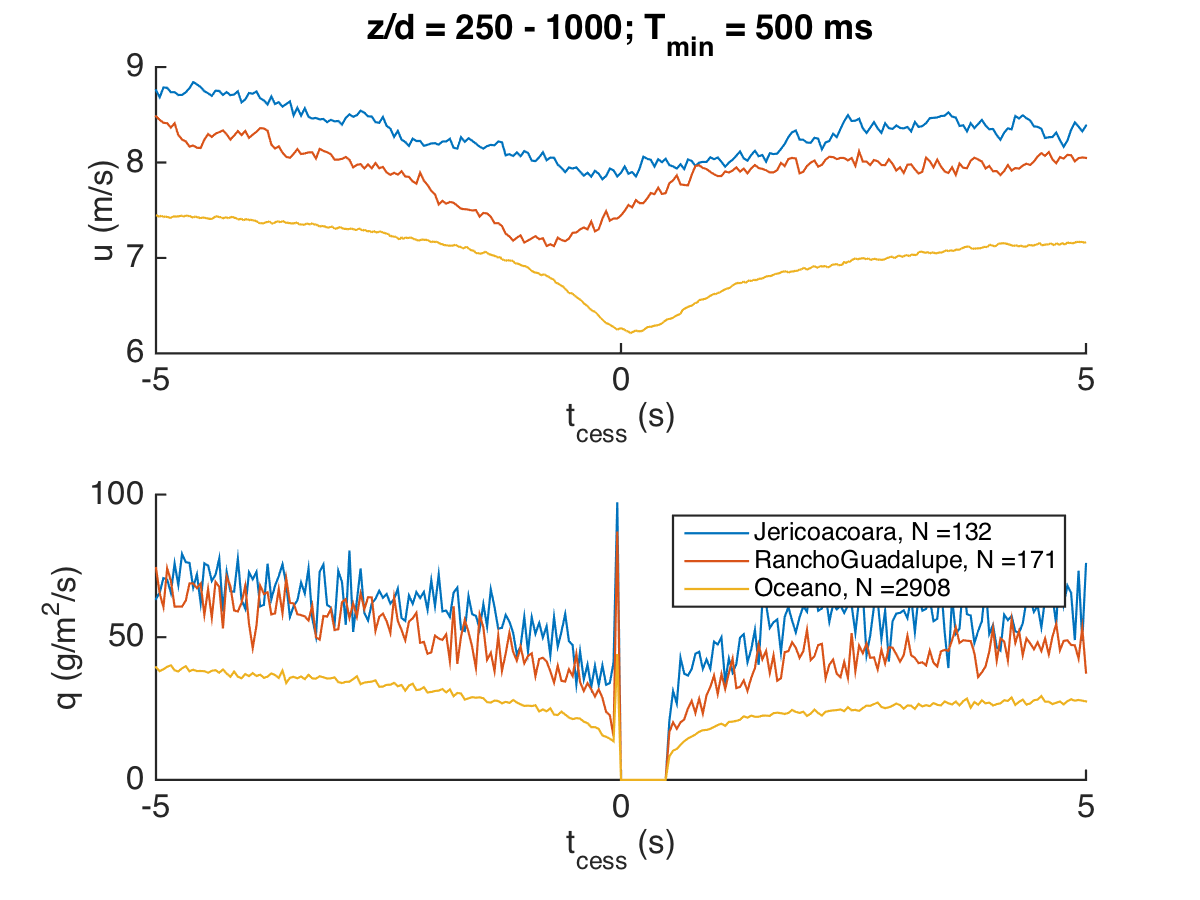 z/d = 250 - 1000; T_min = 500 ms
9
8
7
6
u (m/s)
-5 0 5
t_cess (s)
100
50
0
q (g/m^2/s)
Jericoacoara, N =132
RanchoGuadalupe, N =171
Oceano, N =2908
-5 0 5
t_cess (s)